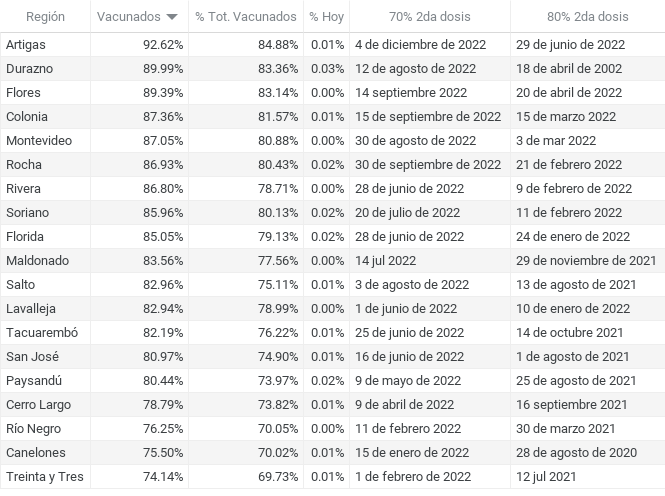 Región Vacunados % Tot. Vacunados % Hoy 70% 2da dosis 80% 2da dosis
Artigas 92.62% 84.88% 0.01% 4 de diciembre de 2022 29 de junio de 2022
Durazno 89.99% 83.36% 0.03% 12 de agosto de 2022 18 de abril de 2002
Flores 89.39% 83.14% 0.00% 14 septiembre 2022 20 de abril de 2022
Colonia 87.36% 81.57% 0.01% 15 de septiembre de 2022 15 de marzo 2022
Montevideo 87.05% 80.88% 0.00% 30 de agosto de 2022 3 de mar 2022
Rocha 86.93% 80.43% 0.02% 30 de septiembre de 2022 21 de febrero 2022
Rivera 86.80% 78.71% 0.00% 28 de junio de 2022 9 de febrero de 2022
Soriano 85.96% 80.13% 0.02% 20 de julio de 2022 11 de febrero 2022
Florida 85.05% 79.13% 0.02% 28 de junio de 2022 24 de enero de 2022
Maldonado 83.56% 77.56% 0.00% 14 jul 2022 29 de noviembre de 2021
Salto 82.96% 75.11% 0.01% 3 de agosto de 2022 13 de agosto de 2021
Lavalleja 82.94% 78.99% 0.00% 1 de junio de 2022 10 de enero de 2022
Tacuarembó 82.19% 76.22% 0.01% 25 de junio de 2022 14 de octubre 2021
San José 80.97% 74.90% 0.01% 16 de junio de 2022 1 de agosto de 2021
Paysandú 80.44% 73.97% 0.02% 9 de mayo de 2022 25 de agosto de 2021
Cerro Largo 78.79% 73.82% 0.01% 9 de abril de 2022 16 septiembre 2021
Río Negro 76.25% 70.05% 0.00% 11 de febrero de 2022 30 de marzo 2021
Canelones 75.50% 70.02% 0.01% 15 de enero de 2022 28 de agosto de 2020
Treinta y Tres 74.14% 69.73% 0.01% 1 de febrero de 2022 12 jul 2021